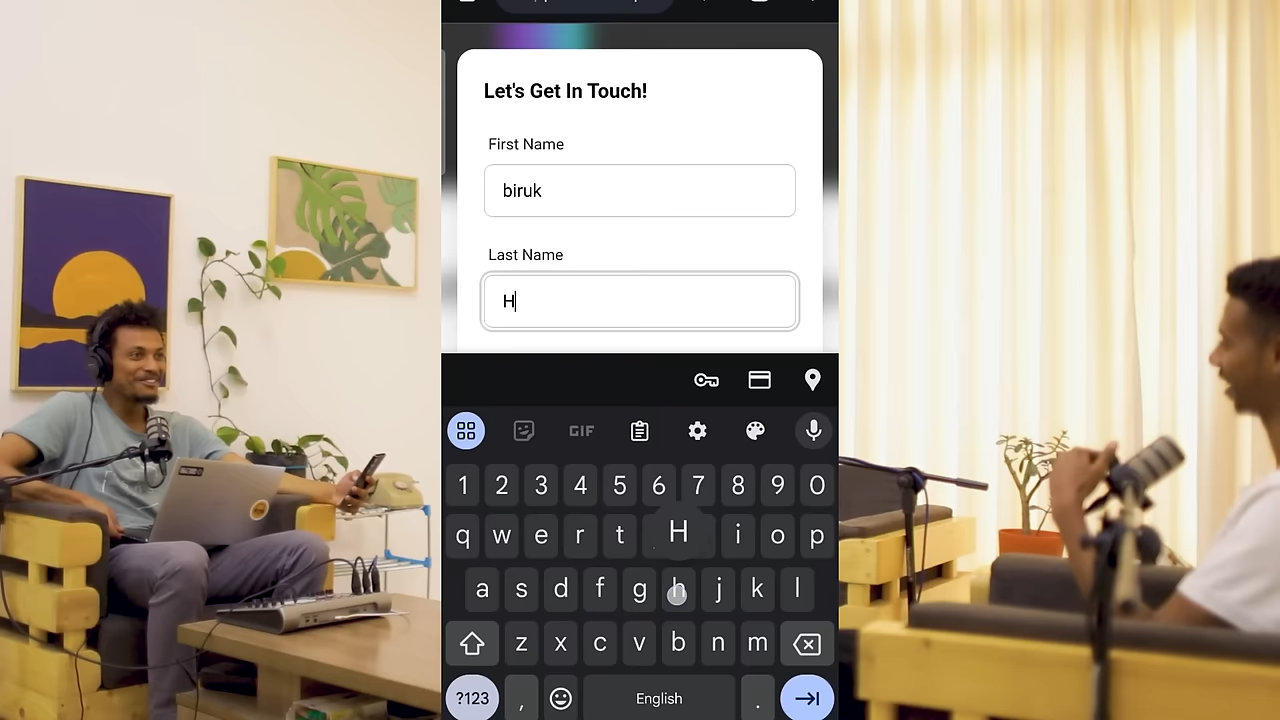 Let's Get In Touch!
First Name
biruk
Last Name
H
GIF
1 2 3 4 5 6 7 8 9 0
q w e r t H i o p
a s d f g h j k l
z x c v b n m
?123 , English .